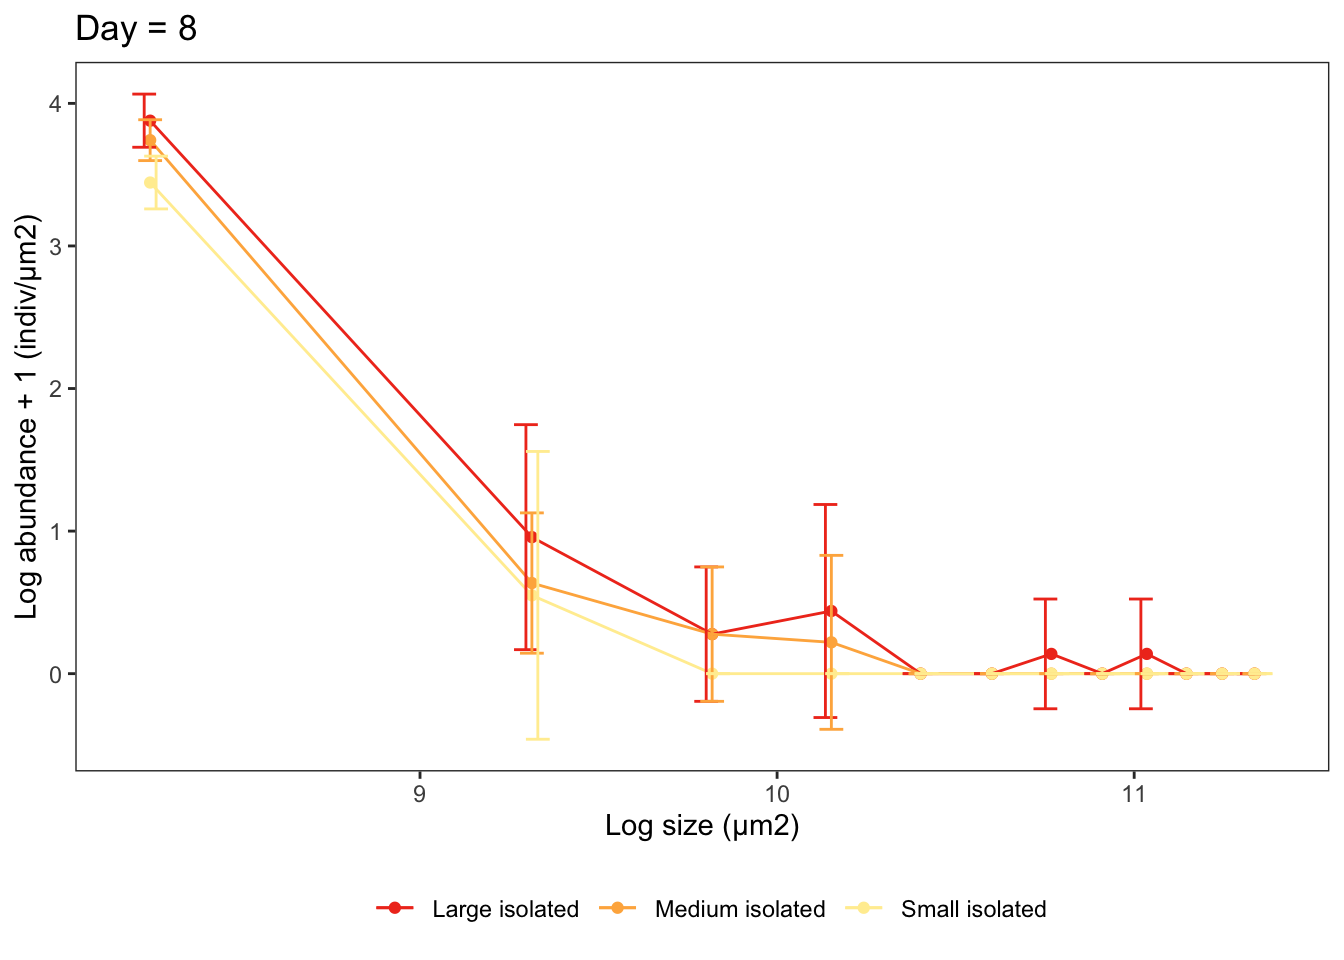 Day = 8
4
3
2
1
0
Log abundance + 1 (indiv/µm2)
9 10 11
Log size (µm2)
Large isolated Medium isolated Small isolated